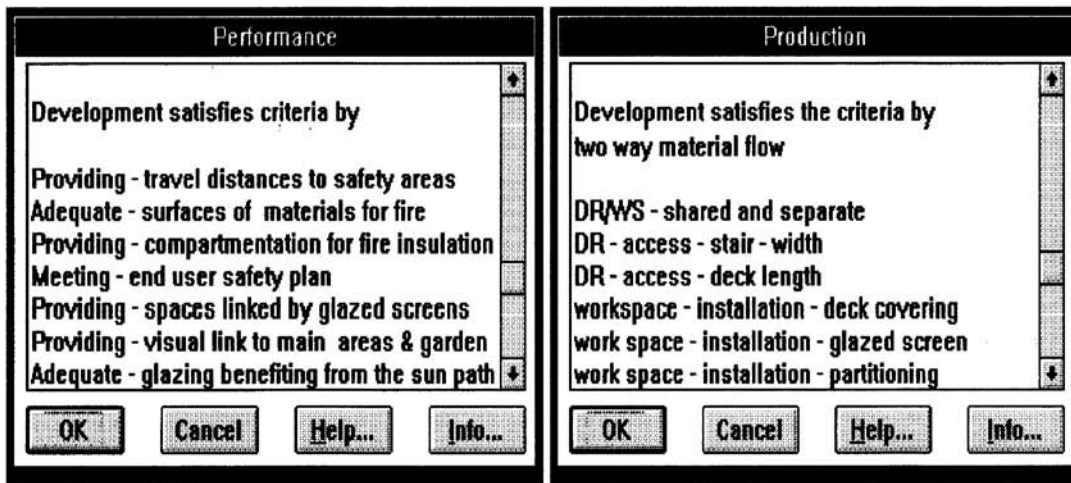 Performance
Development satisfies criteria by
Providing - travel distances to safety areas
Adequate - surfaces of materials for fire
Providing - compartmentation for fire insulation
Meeting - end user safety plan
Providing - spaces linked by glazed screens
Providing - visual link to main areas & garden
Adequate - glazing benefiting from the sun path
OK Cancel Help... Info...
Production
Development satisfies the criteria by
two way material flow
DR/WS - shared and separate
DR - access - stair - width
DR - access - deck length
workspace - installation - deck covering
work space - installation - glazed screen
work space - installation - partitioning
OK Cancel Help... Info...